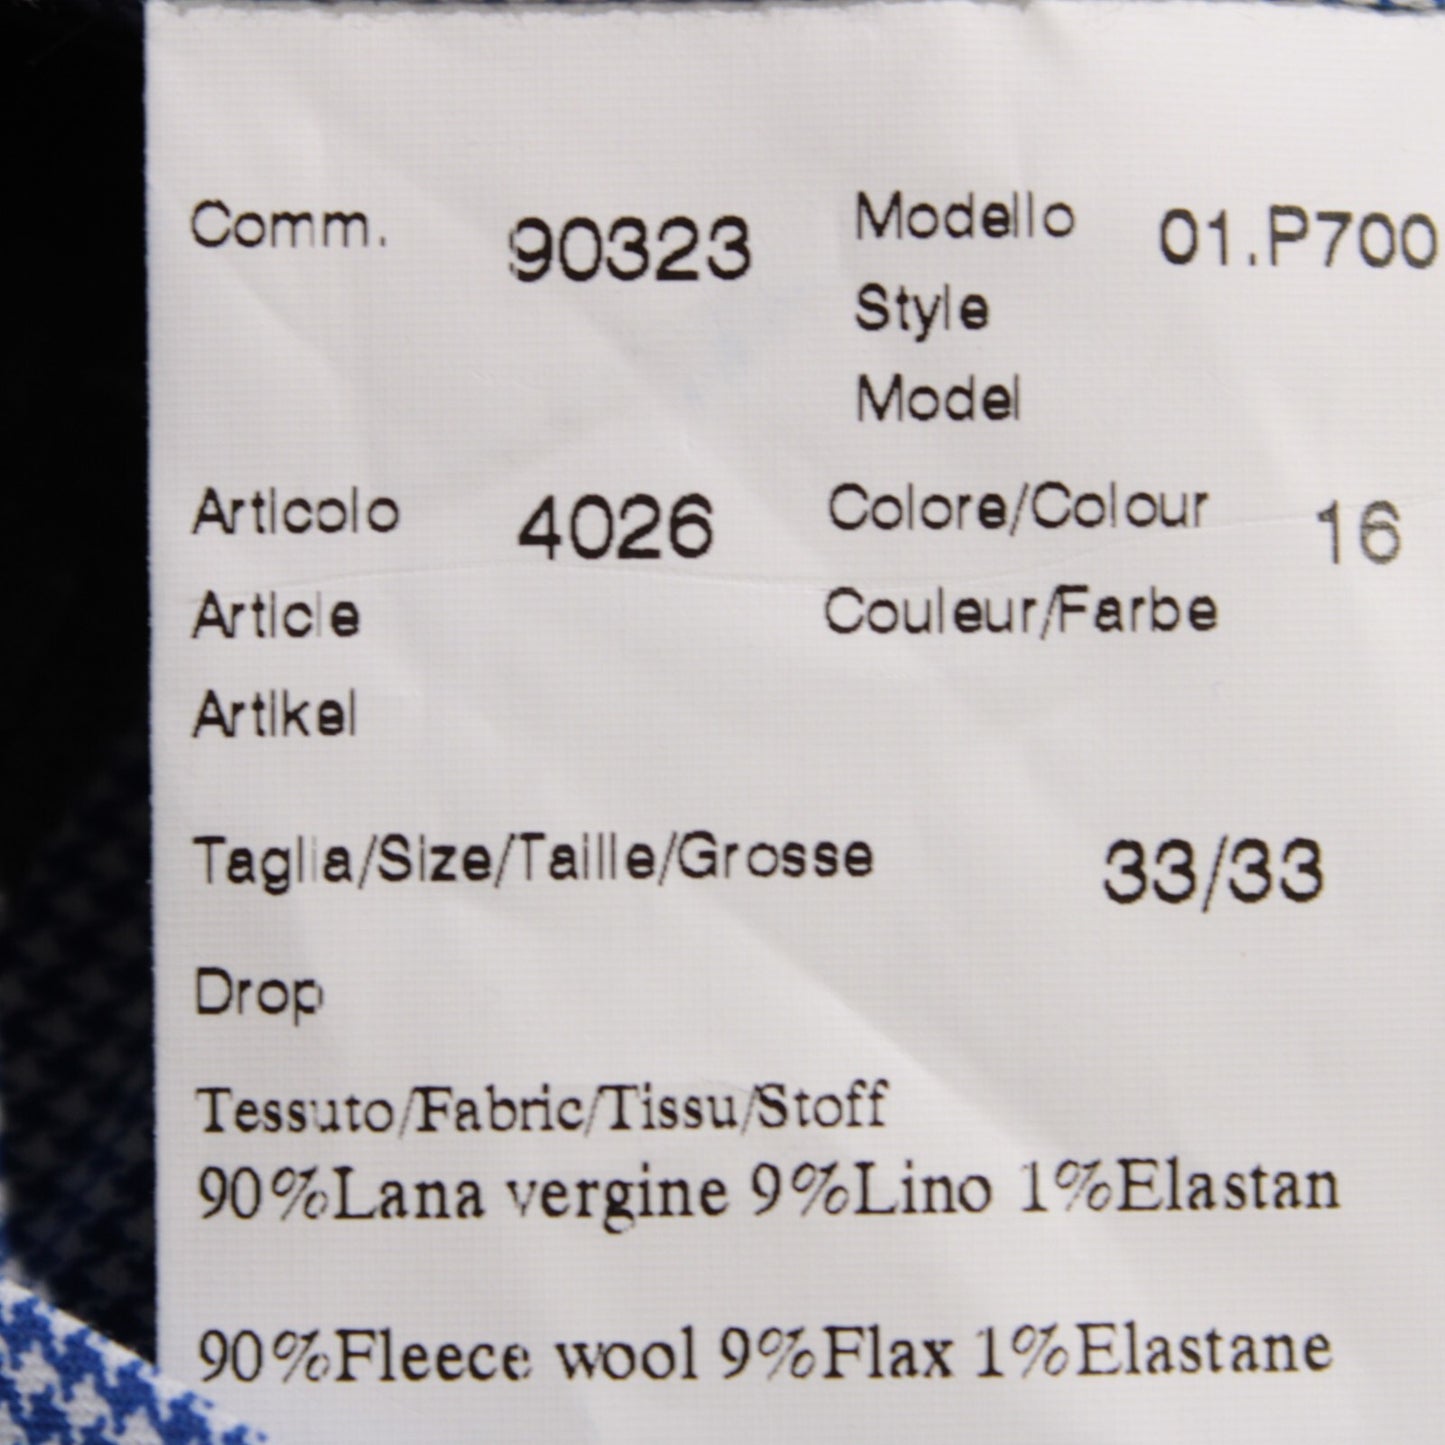 Comm. 90323 Modello 01.P700
Style
Model
Articolo 4026 Colore/Colour 16
Article Couleur/Farbe
Artikel
Taglia/Size/Taille/Grosse 33/33
Drop
Tessuto/Fabric/Tissu/Stoff
90%Lana vergine 9%Lino 1%Elastan
90%Fleece wool 9%Flax 1%Elastane